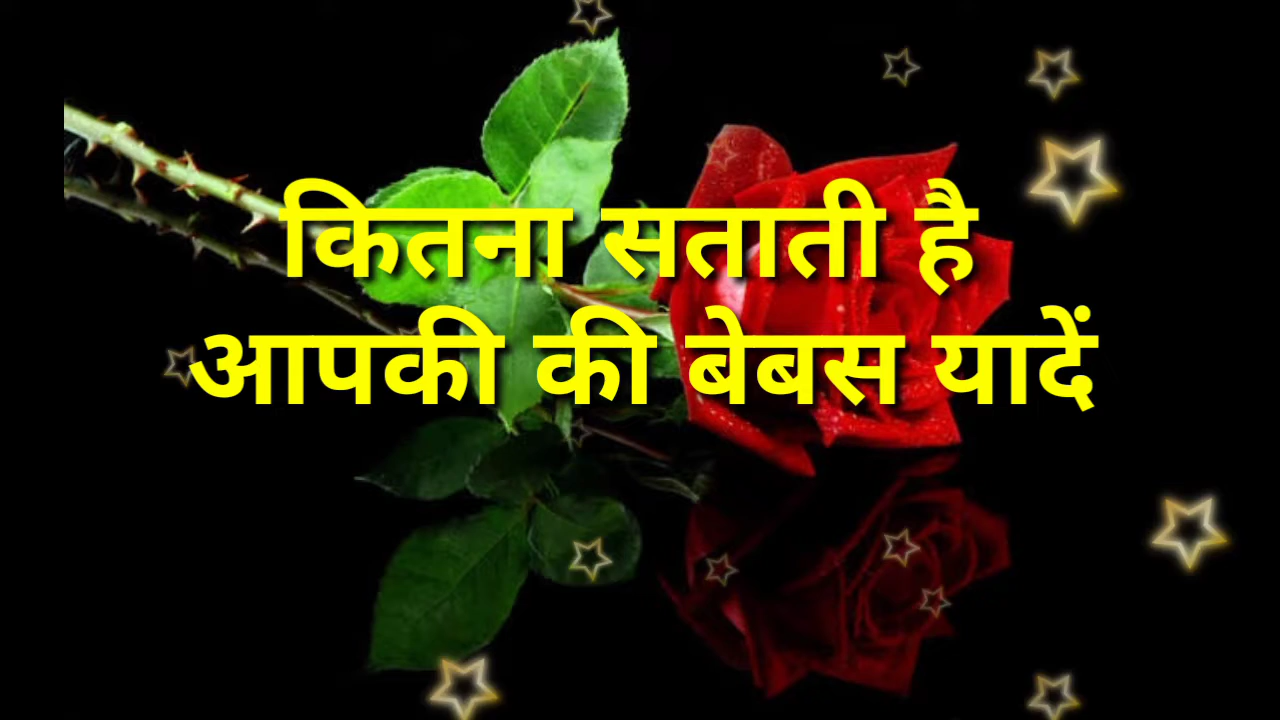 कितना सताती है
आपकी की बेबस यादें